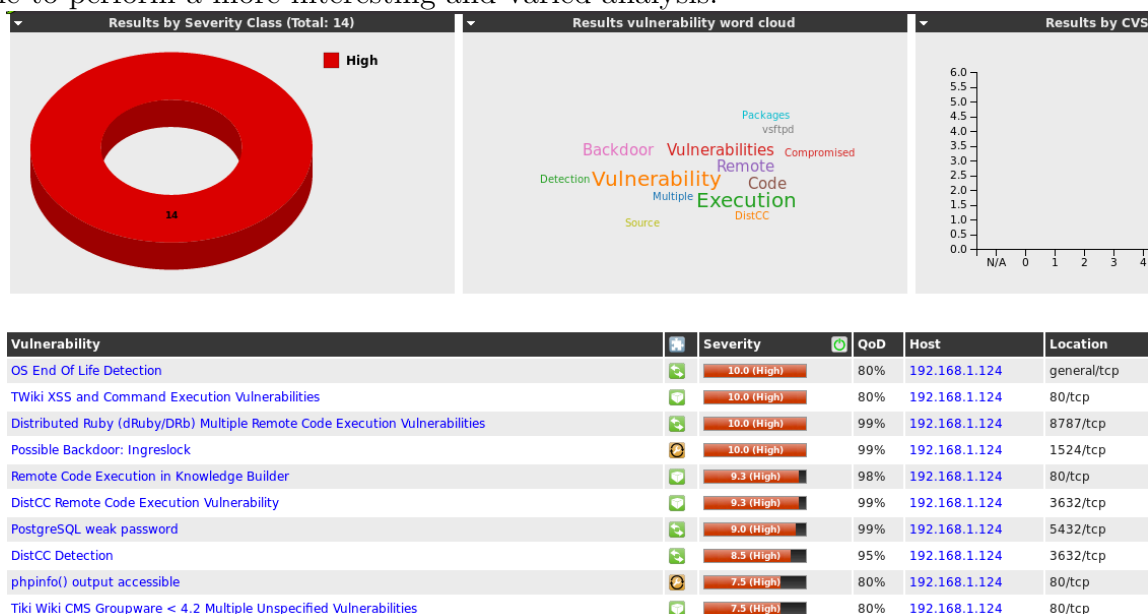 to perform a more interesting and varied analysis.
Results by Severity Class (Total: 14)
High
14
Results vulnerability word cloud
Packages
vsftpd
Backdoor Vulnerabilities Compromised
Remote
Detection Vulnerability Code
Multiple Execution
Source DistCC
Results by CVS
6.0
5.5
5.0
4.5
4.0
3.5
3.0
2.5
2.0
1.5
1.0
0.5
0.0
N/A 0 1 2 3 4
Vulnerability Severity QoD Host Location
OS End Of Life Detection 10.0 (High) 80% 192.168.1.124 general/tcp
TWiki XSS and Command Execution Vulnerabilities 10.0 (High) 80% 192.168.1.124 80/tcp
Distributed Ruby (dRuby/DRb) Multiple Remote Code Execution Vulnerabilities 10.0 (High) 99% 192.168.1.124 8787/tcp
Possible Backdoor: Ingreslock 10.0 (High) 99% 192.168.1.124 1524/tcp
Remote Code Execution in Knowledge Builder 9.3 (High) 98% 192.168.1.124 80/tcp
DistCC Remote Code Execution Vulnerability 9.3 (High) 99% 192.168.1.124 3632/tcp
PostgreSQL weak password 9.0 (High) 99% 192.168.1.124 5432/tcp
DistCC Detection 8.5 (High) 95% 192.168.1.124 3632/tcp
phpinfo() output accessible 7.5 (High) 80% 192.168.1.124 80/tcp
Tiki Wiki CMS Groupware < 4.2 Multiple Unspecified Vulnerabilities 7.5 (High) 80% 192.168.1.124 80/tcp